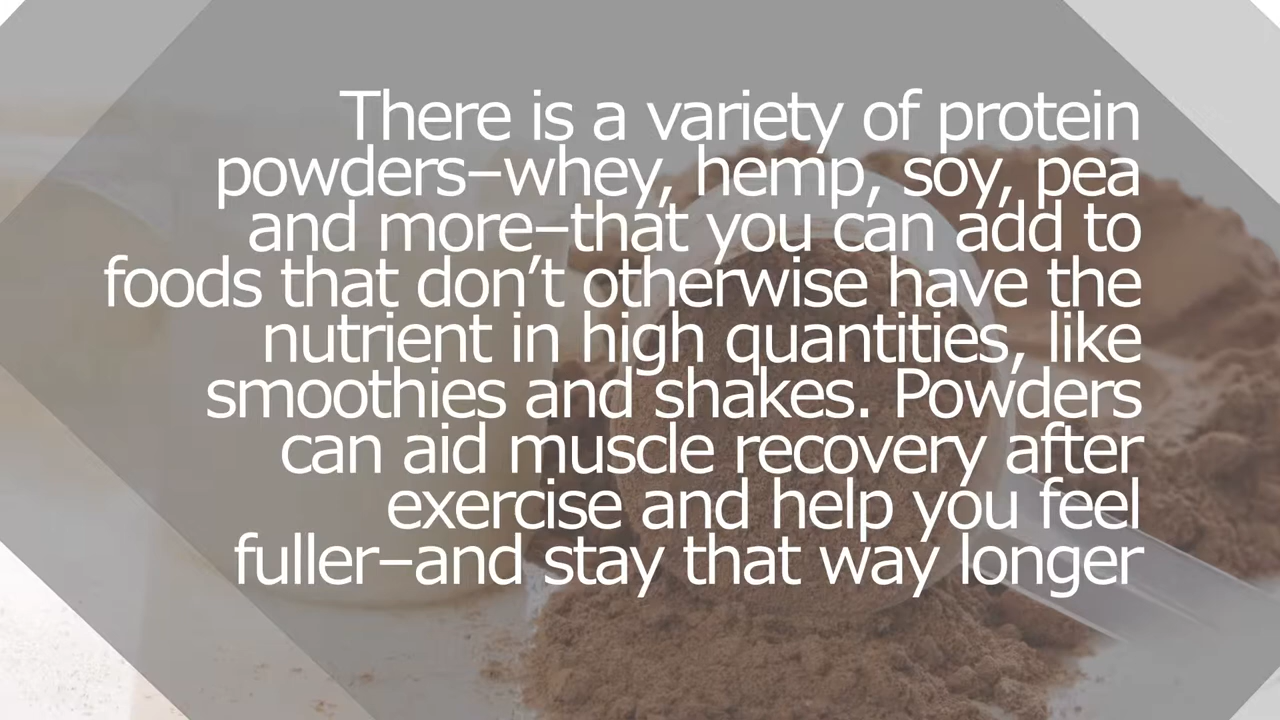 There is a variety of protein
powders–whey, hemp, soy, pea
and more–that you can add to
foods that don’t otherwise have the
nutrient in high quantities, like
smoothies and shakes. Powders
can aid muscle recovery after
exercise and help you feel
fuller–and stay that way longer